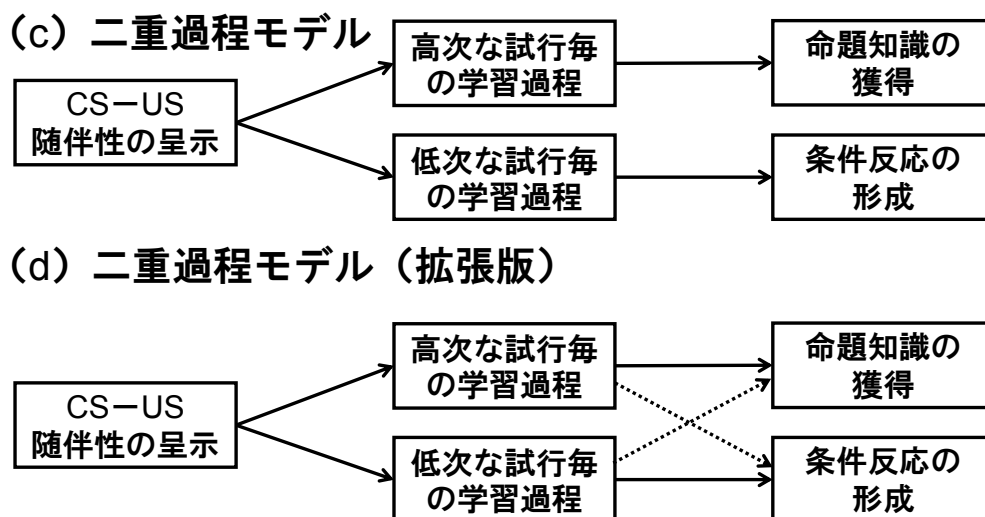 （c）二重過程モデル
CS－US
随伴性の呈示
高次な試行毎
の学習過程
命題知識の
獲得
低次な試行毎
の学習過程
条件反応の
形成
（d）二重過程モデル（拡張版）
CS－US
随伴性の呈示
高次な試行毎
の学習過程
命題知識の
獲得
低次な試行毎
の学習過程
条件反応の
形成